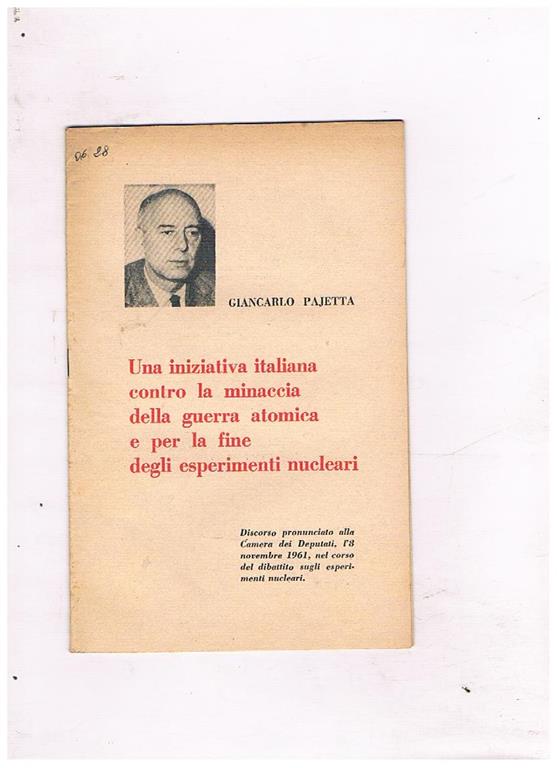 06 28
GIANCARLO PAJETTA
Una iniziativa italiana
contro la minaccia
della guerra atomica
e per la fine
degli esperimenti nucleari
Discorso pronunciato alla
Camera dei Deputati, l'8
novembre 1961, nel corso
del dibattito sugli esperi-
menti nucleari.